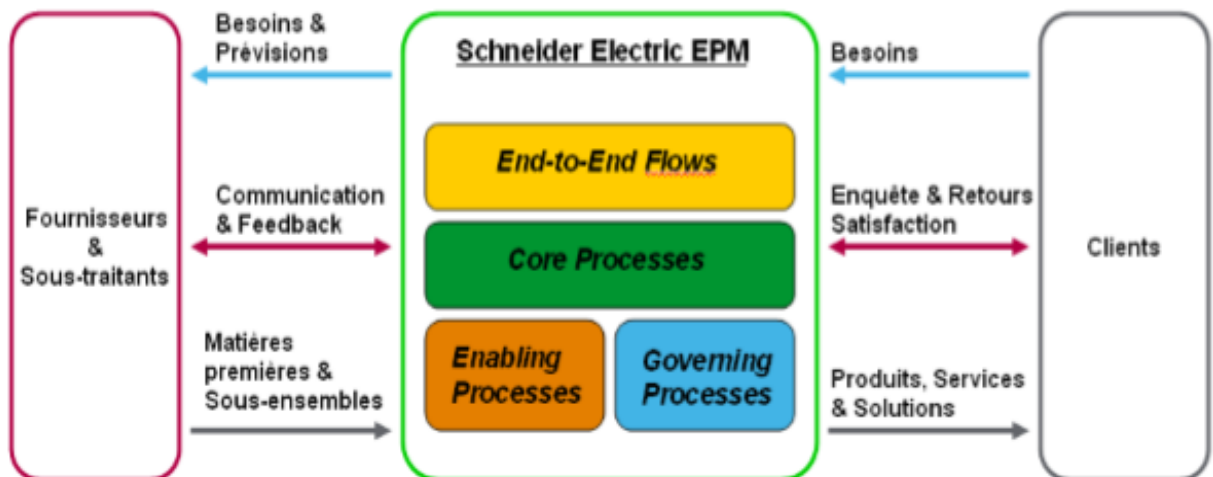 Besoins &
Prévisions
Schneider Electric EPM
Besoins
End-to-End Flows
Communication
& Feedback
Enquête & Retours
Satisfaction
Fournisseurs
&
Sous-traitants
Core Processes
Clients
Matières
premières &
Sous-ensembles
Enabling
Processes
Governing
Processes
Produits, Services
& Solutions